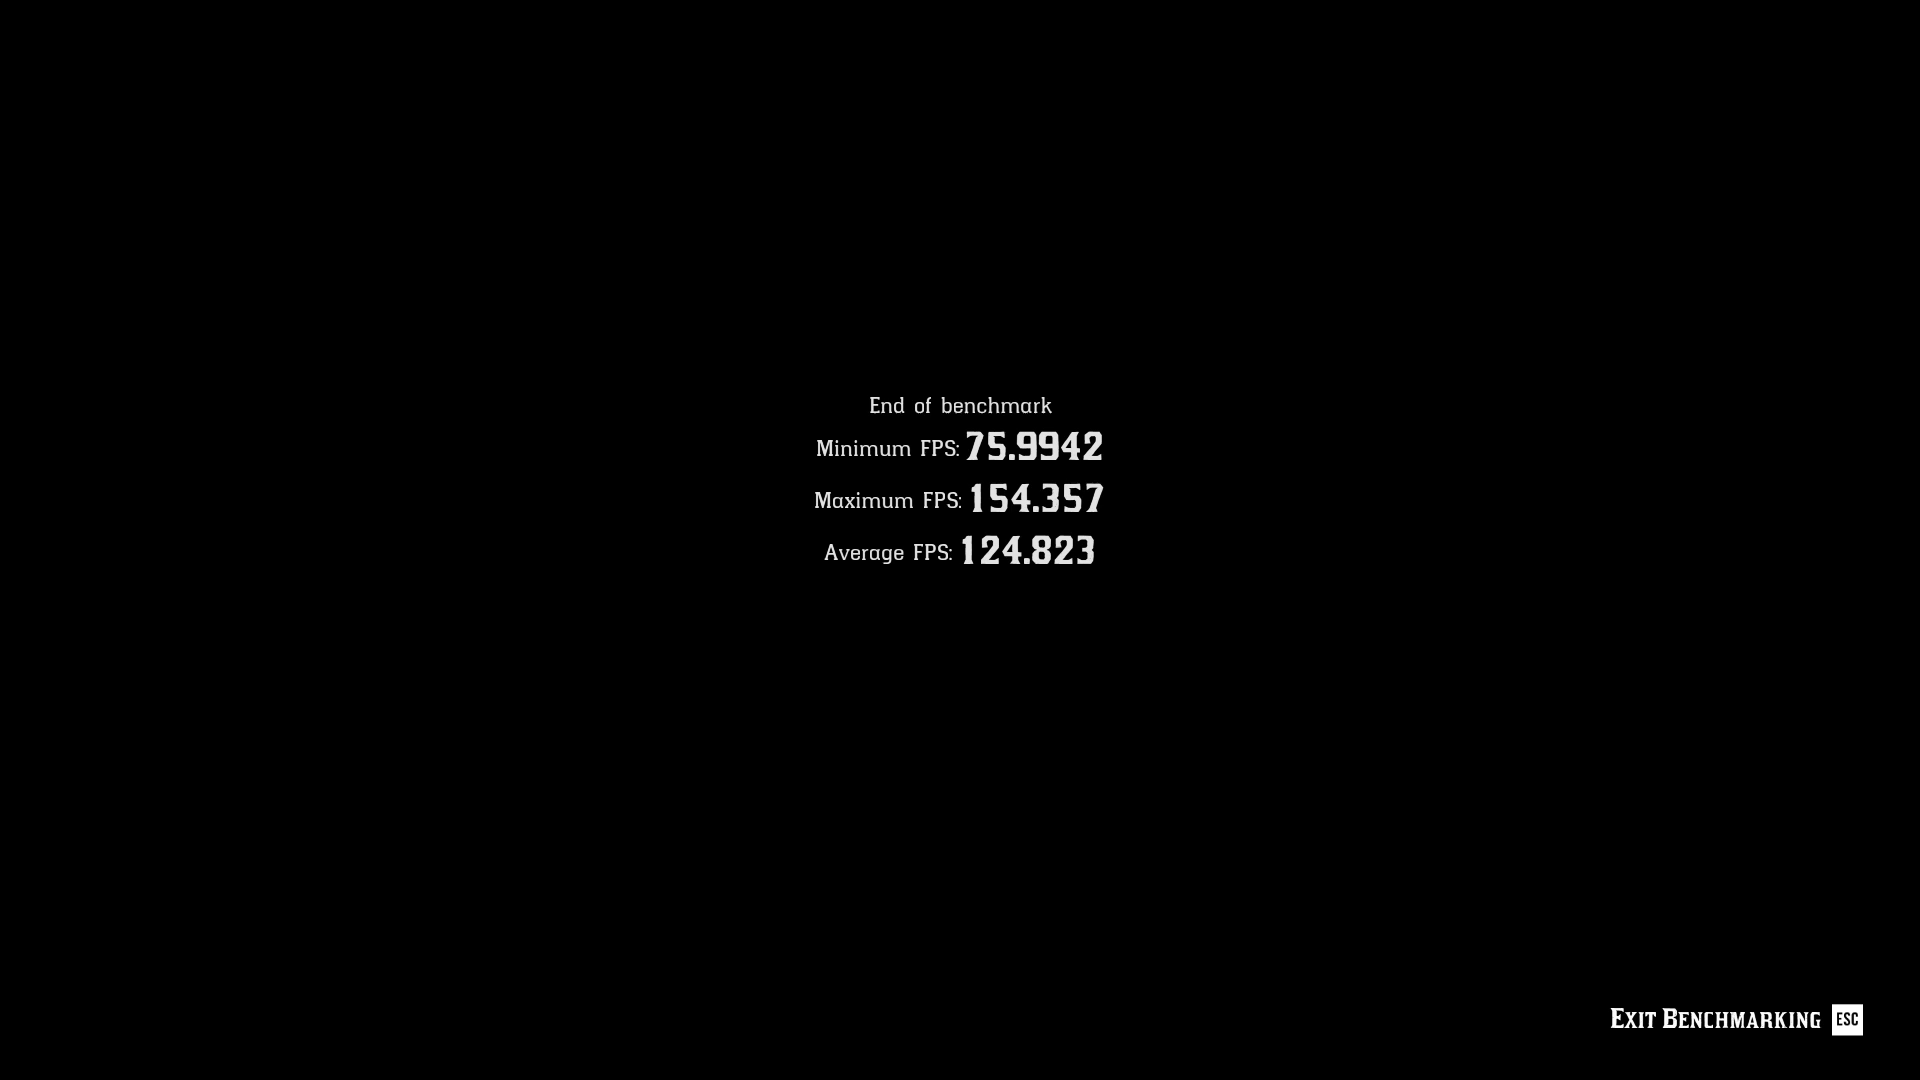 End of benchmark
Minimum FPS: 75.9942
Maximum FPS: 154.357
Average FPS: 124.823
Exit Benchmarking ESC